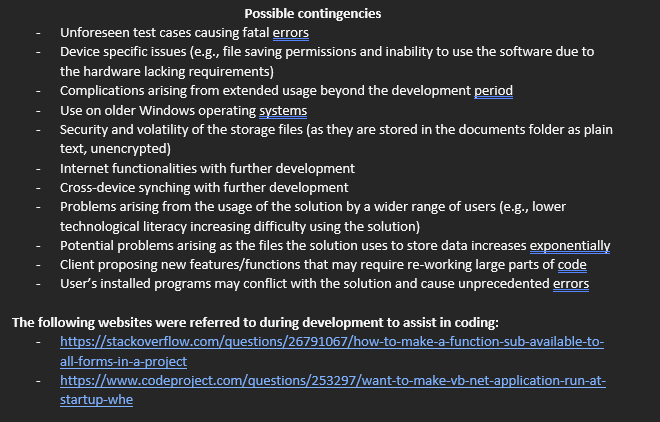 Possible contingencies
- Unforeseen test cases causing fatal errors
- Device specific issues (e.g., file saving permissions and inability to use the software due to
the hardware lacking requirements)
- Complications arising from extended usage beyond the development period
- Use on older Windows operating systems
- Security and volatility of the storage files (as they are stored in the documents folder as plain
text, unencrypted)
- Internet functionalities with further development
- Cross-device synching with further development
- Problems arising from the usage of the solution by a wider range of users (e.g., lower
technological literacy increasing difficulty using the solution)
- Potential problems arising as the files the solution uses to store data increases exponentially
- Client proposing new features/functions that may require re-working large parts of code
- User's installed programs may conflict with the solution and cause unprecedented errors
The following websites were referred to during development to assist in coding:
- https://stackoverflow.com/questions/26791067/how-to-make-a-function-sub-available-to-
all-forms-in-a-project
- https://www.codeproject.com/questions/253297/want-to-make-vb-net-application-run-at-
startup-whe